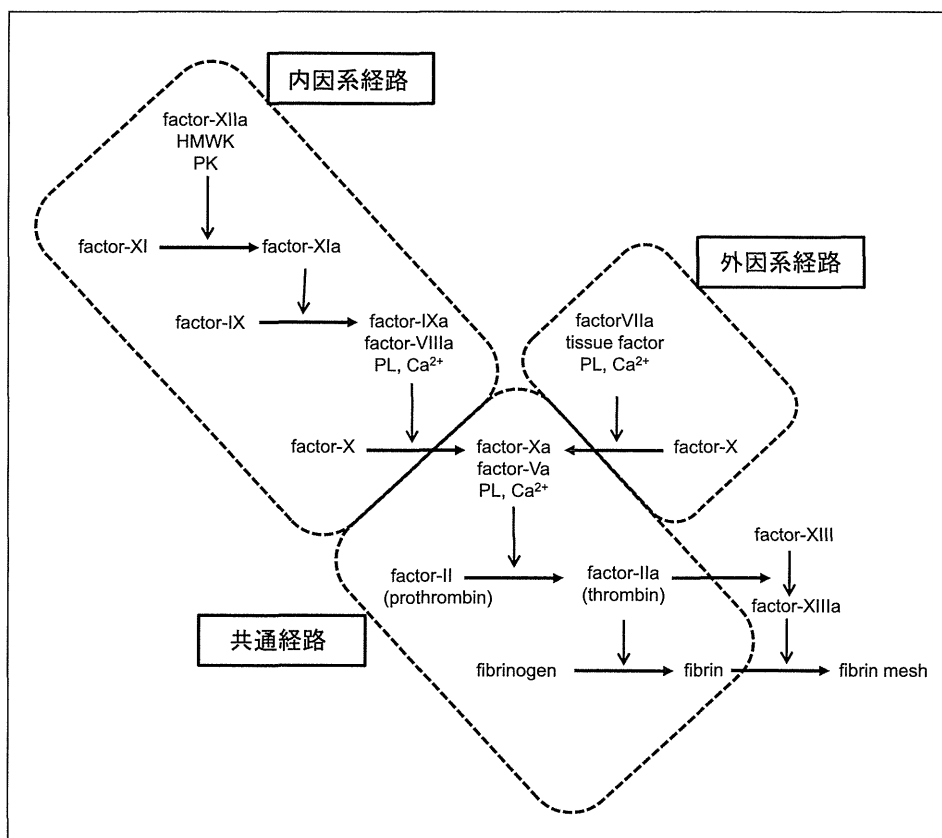 内因系経路
factor-XIIa
HMWK
PK
factor-XI
factor-XIa
外因系経路
factor-IX
factor-IXa
factor-VIIIa
PL, Ca²⁺
factorVIIa
tissue factor
PL, Ca²⁺
factor-X
factor-Xa
factor-Va
PL, Ca²⁺
factor-X
factor-XIII
factor-II
(prothrombin)
factor-IIa
(thrombin)
factor-XIIIa
共通経路
fibrinogen
fibrin
fibrin mesh